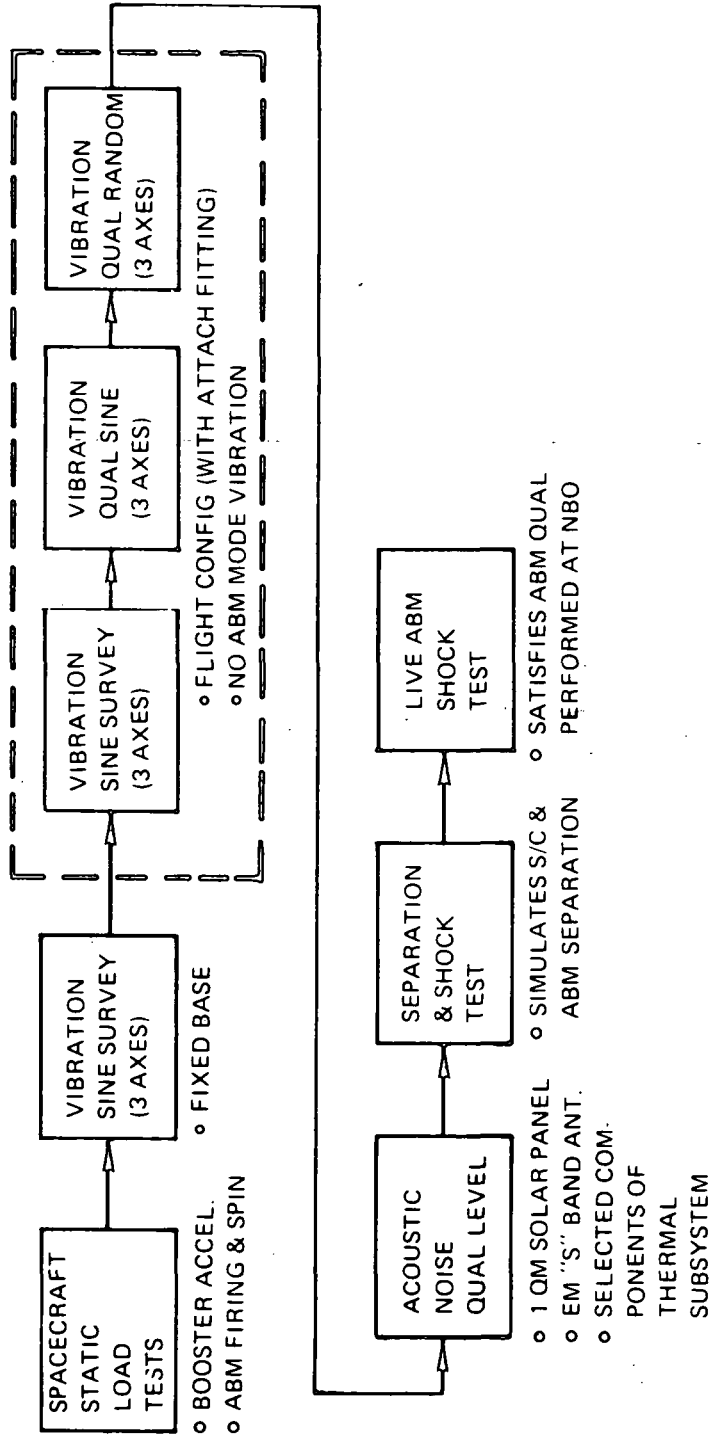 SPACECRAFT
STATIC
LOAD
TESTS
o BOOSTER ACCEL.
o ABM FIRING & SPIN
VIBRATION
SINE SURVEY
(3 AXES)
o FIXED BASE
VIBRATION
SINE SURVEY
(3 AXES)
VIBRATION
QUAL SINE
(3 AXES)
VIBRATION
QUAL RANDOM
(3 AXES)
o FLIGHT CONFIG (WITH ATTACH FITTING)
o NO ABM MODE VIBRATION
ACOUSTIC
NOISE
QUAL LEVEL
o 1 QM SOLAR PANEL
o EM "S" BAND ANT.
o SELECTED COM-
PONENTS OF
THERMAL
SUBSYSTEM
SEPARATION
& SHOCK
TEST
o SIMULATES S/C &
ABM SEPARATION
LIVE ABM
SHOCK
TEST
o SATISFIES ABM QUAL
PERFORMED AT NBO